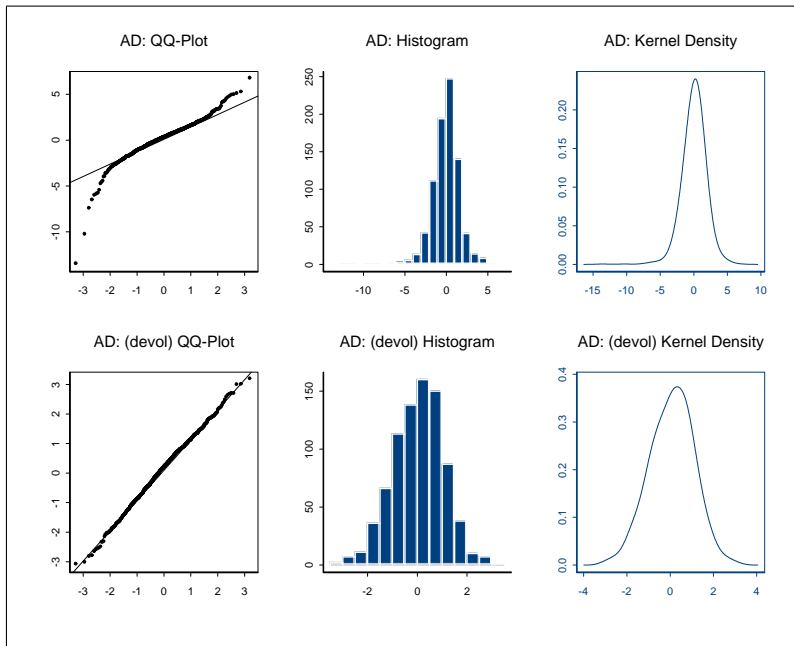 AD: QQ-Plot
5
0
-5
-10
-3 -2 -1 0 1 2 3
AD: Histogram
250
200
150
100
50
0
-10 -5 0 5
AD: Kernel Density
0.20
0.15
0.10
0.05
0.00
-15 -10 -5 0 5 10
AD: (devol) QQ-Plot
3
2
1
0
-1
-2
-3
-3 -2 -1 0 1 2 3
AD: (devol) Histogram
150
100
50
0
-2 0 2
AD: (devol) Kernel Density
0.4
0.3
0.2
0.1
0.0
-4 -2 0 2 4